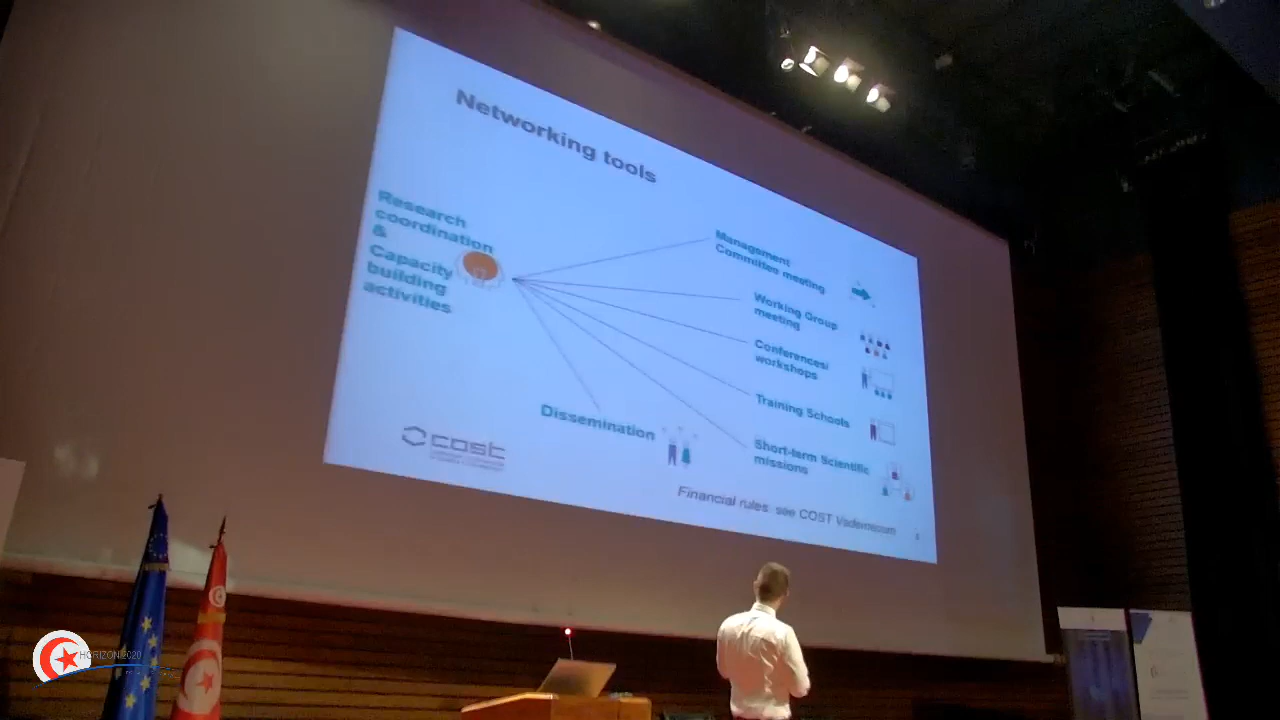 Networking tools
Research
coordination
&
Capacity
building
activities
Management
Committee meeting
Working Group
meeting
Conferences/
workshops
Training Schools
Short-term Scientific
missions
Dissemination
cost
Financial rules: see COST Vademecum
HORIZON 2020